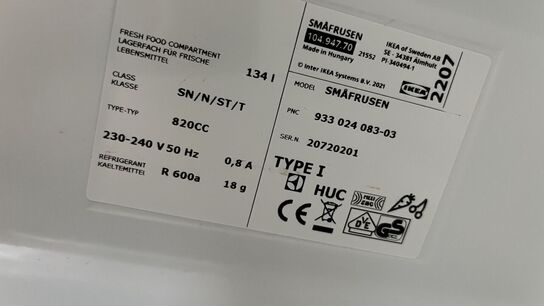 FRESH FOOD COMPARTMENT
LAGERFACH FÜR FRISCHE
LEBENSMITTEL
134 l
CLASS
KLASSE
SN/N/ST/T
TYPE-TYP
820CC
230-240 V 50 Hz
0,8 A
REFRIGERANT
KAELTEMITTEL
R 600a
18 g
SMÅFRUSEN
104.947.70
21552
Made in Hungary
IKEA of Sweden AB
SE - 34381 Älmhult
PI-340494-1
© Inter IKEA Systems B.V. 2021
IKEA
2207
MODEL
SMÅFRUSEN
PNC
933 024 083-03
SER.N
20720201
TYPE I
HUC
CE
VDE
GS